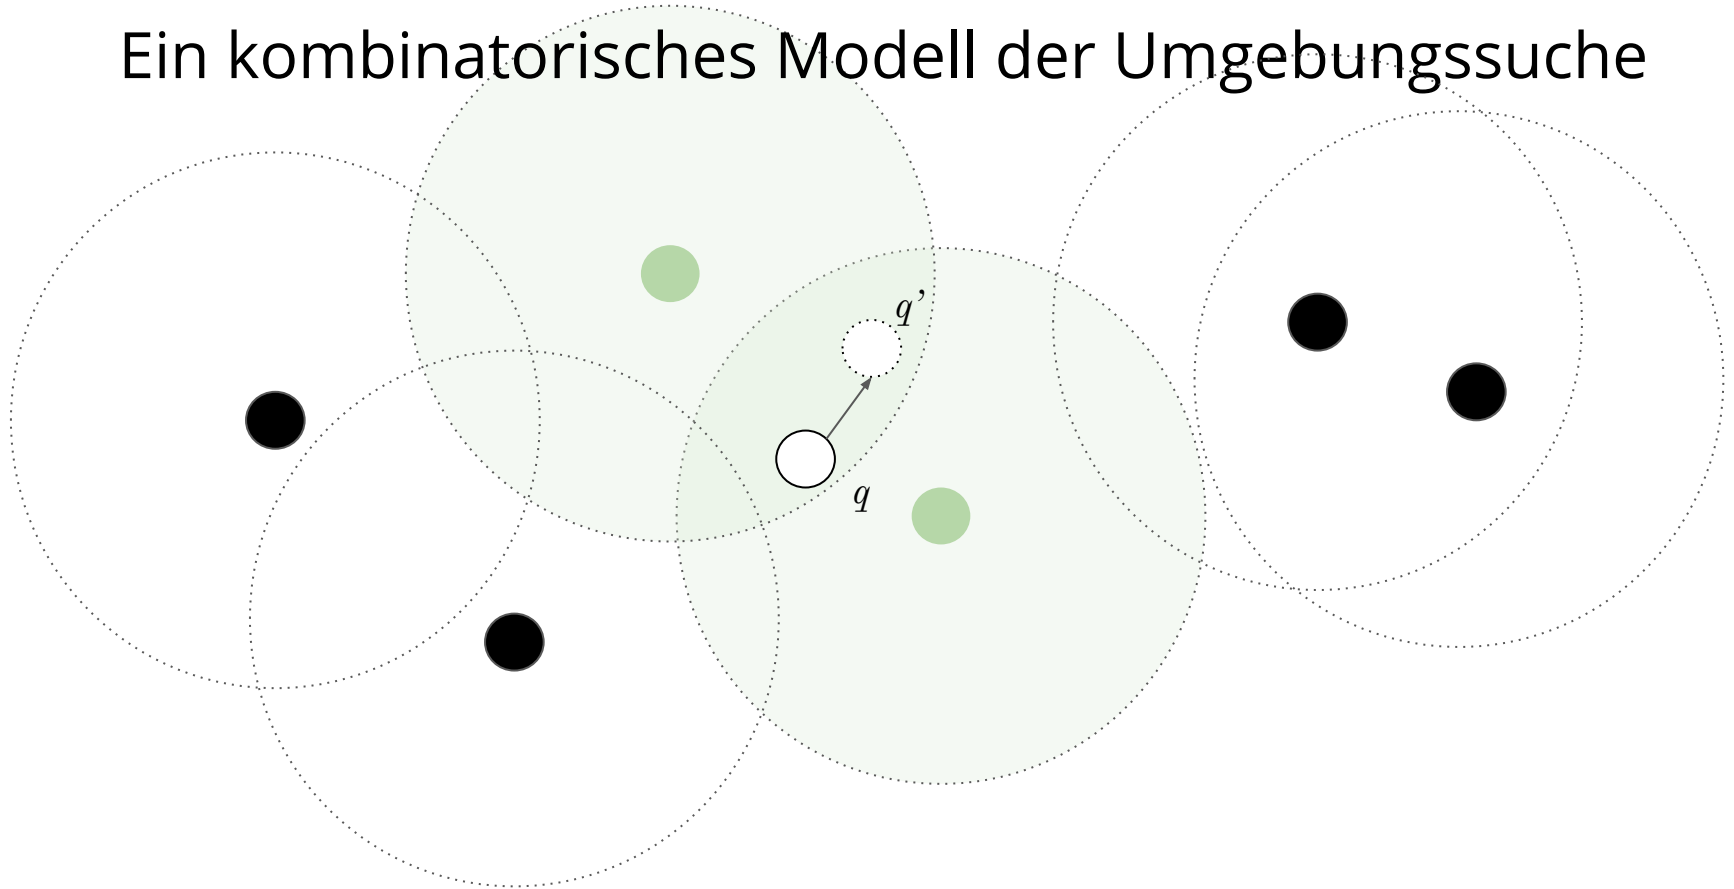 Ein kombinatorisches Modell der Umgebungssuche
q’
q